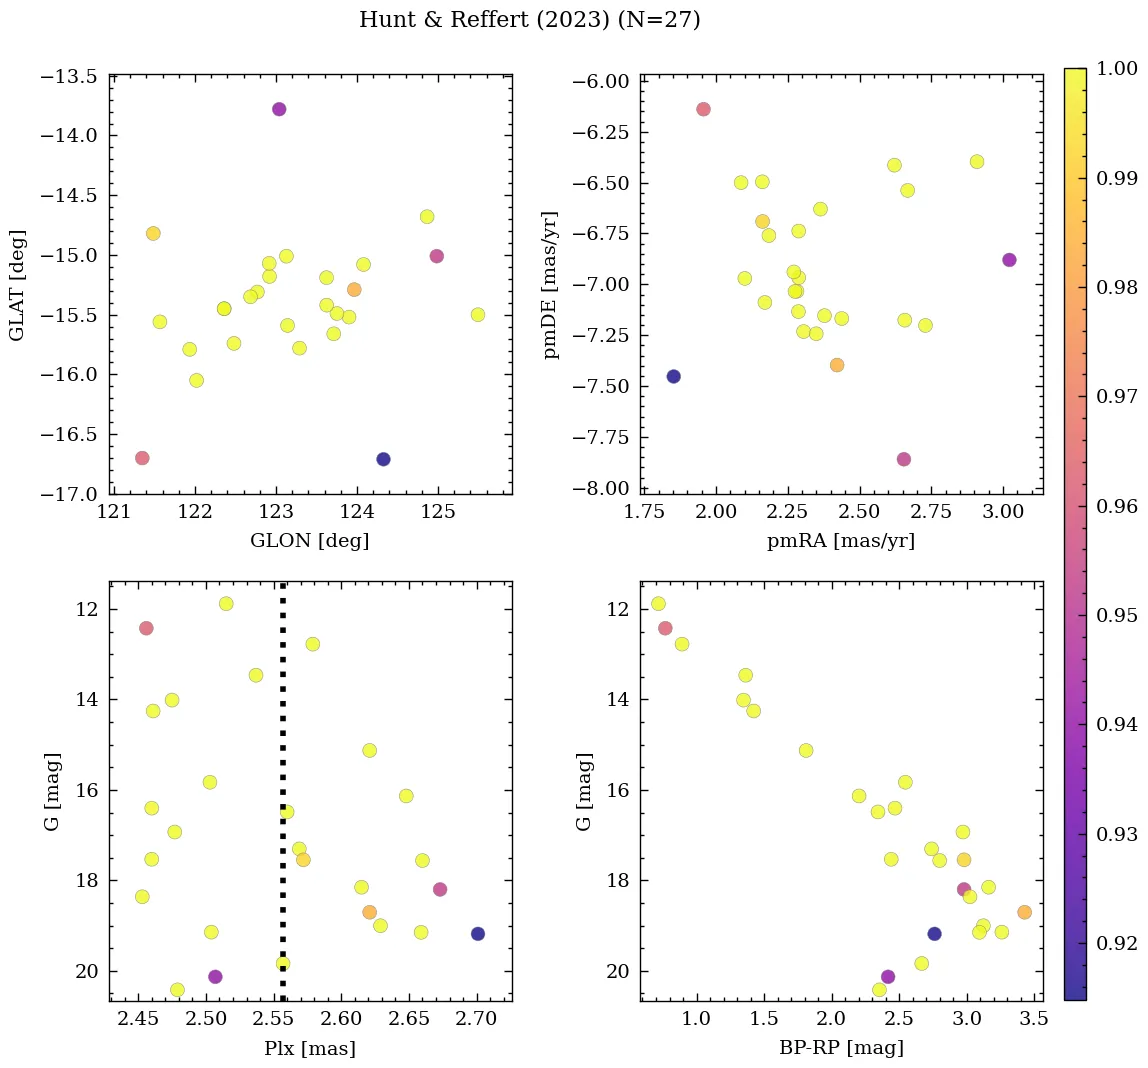 Hunt & Reffert (2023) (N=27)
−13.5
−14.0
−14.5
−15.0
−15.5
−16.0
−16.5
−17.0
GLAT [deg]
121 122 123 124 125
GLON [deg]
−6.00
−6.25
−6.50
−6.75
−7.00
−7.25
−7.50
−7.75
−8.00
pmDE [mas/yr]
1.75 2.00 2.25 2.50 2.75 3.00
pmRA [mas/yr]
12
14
16
18
20
G [mag]
2.45 2.50 2.55 2.60 2.65 2.70
Plx [mas]
12
14
16
18
20
G [mag]
1.0 1.5 2.0 2.5 3.0 3.5
BP-RP [mag]
1.00
0.99
0.98
0.97
0.96
0.95
0.94
0.93
0.92